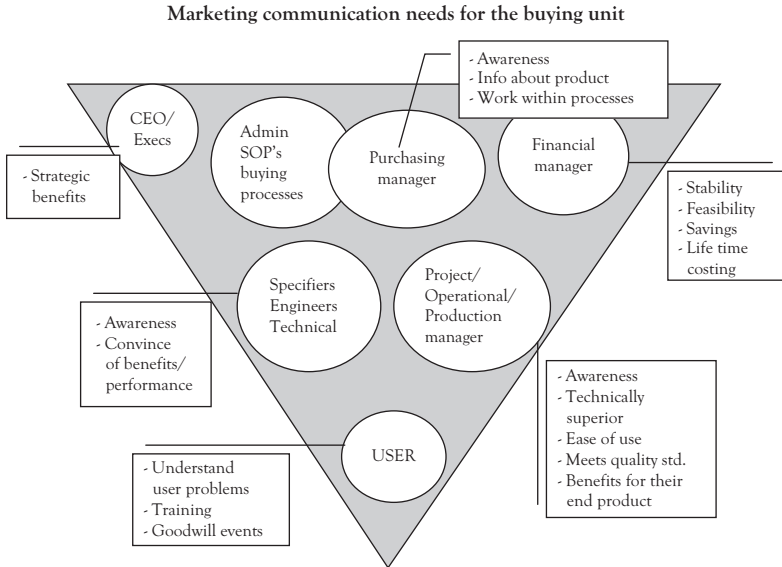 Marketing communication needs for the buying unit
- Awareness
- Info about product
- Work within processes
CEO/
Execs
Admin
SOP's
buying
processes
Purchasing
manager
Financial
manager
- Strategic
benefits
- Stability
- Feasibility
- Savings
- Life time
costing
Specifiers
Engineers
Technical
Project/
Operational/
Production
manager
- Awareness
- Convince
of benefits/
performance
- Awareness
- Technically
superior
- Ease of use
- Meets quality std.
- Benefits for their
end product
USER
- Understand
user problems
- Training
- Goodwill events